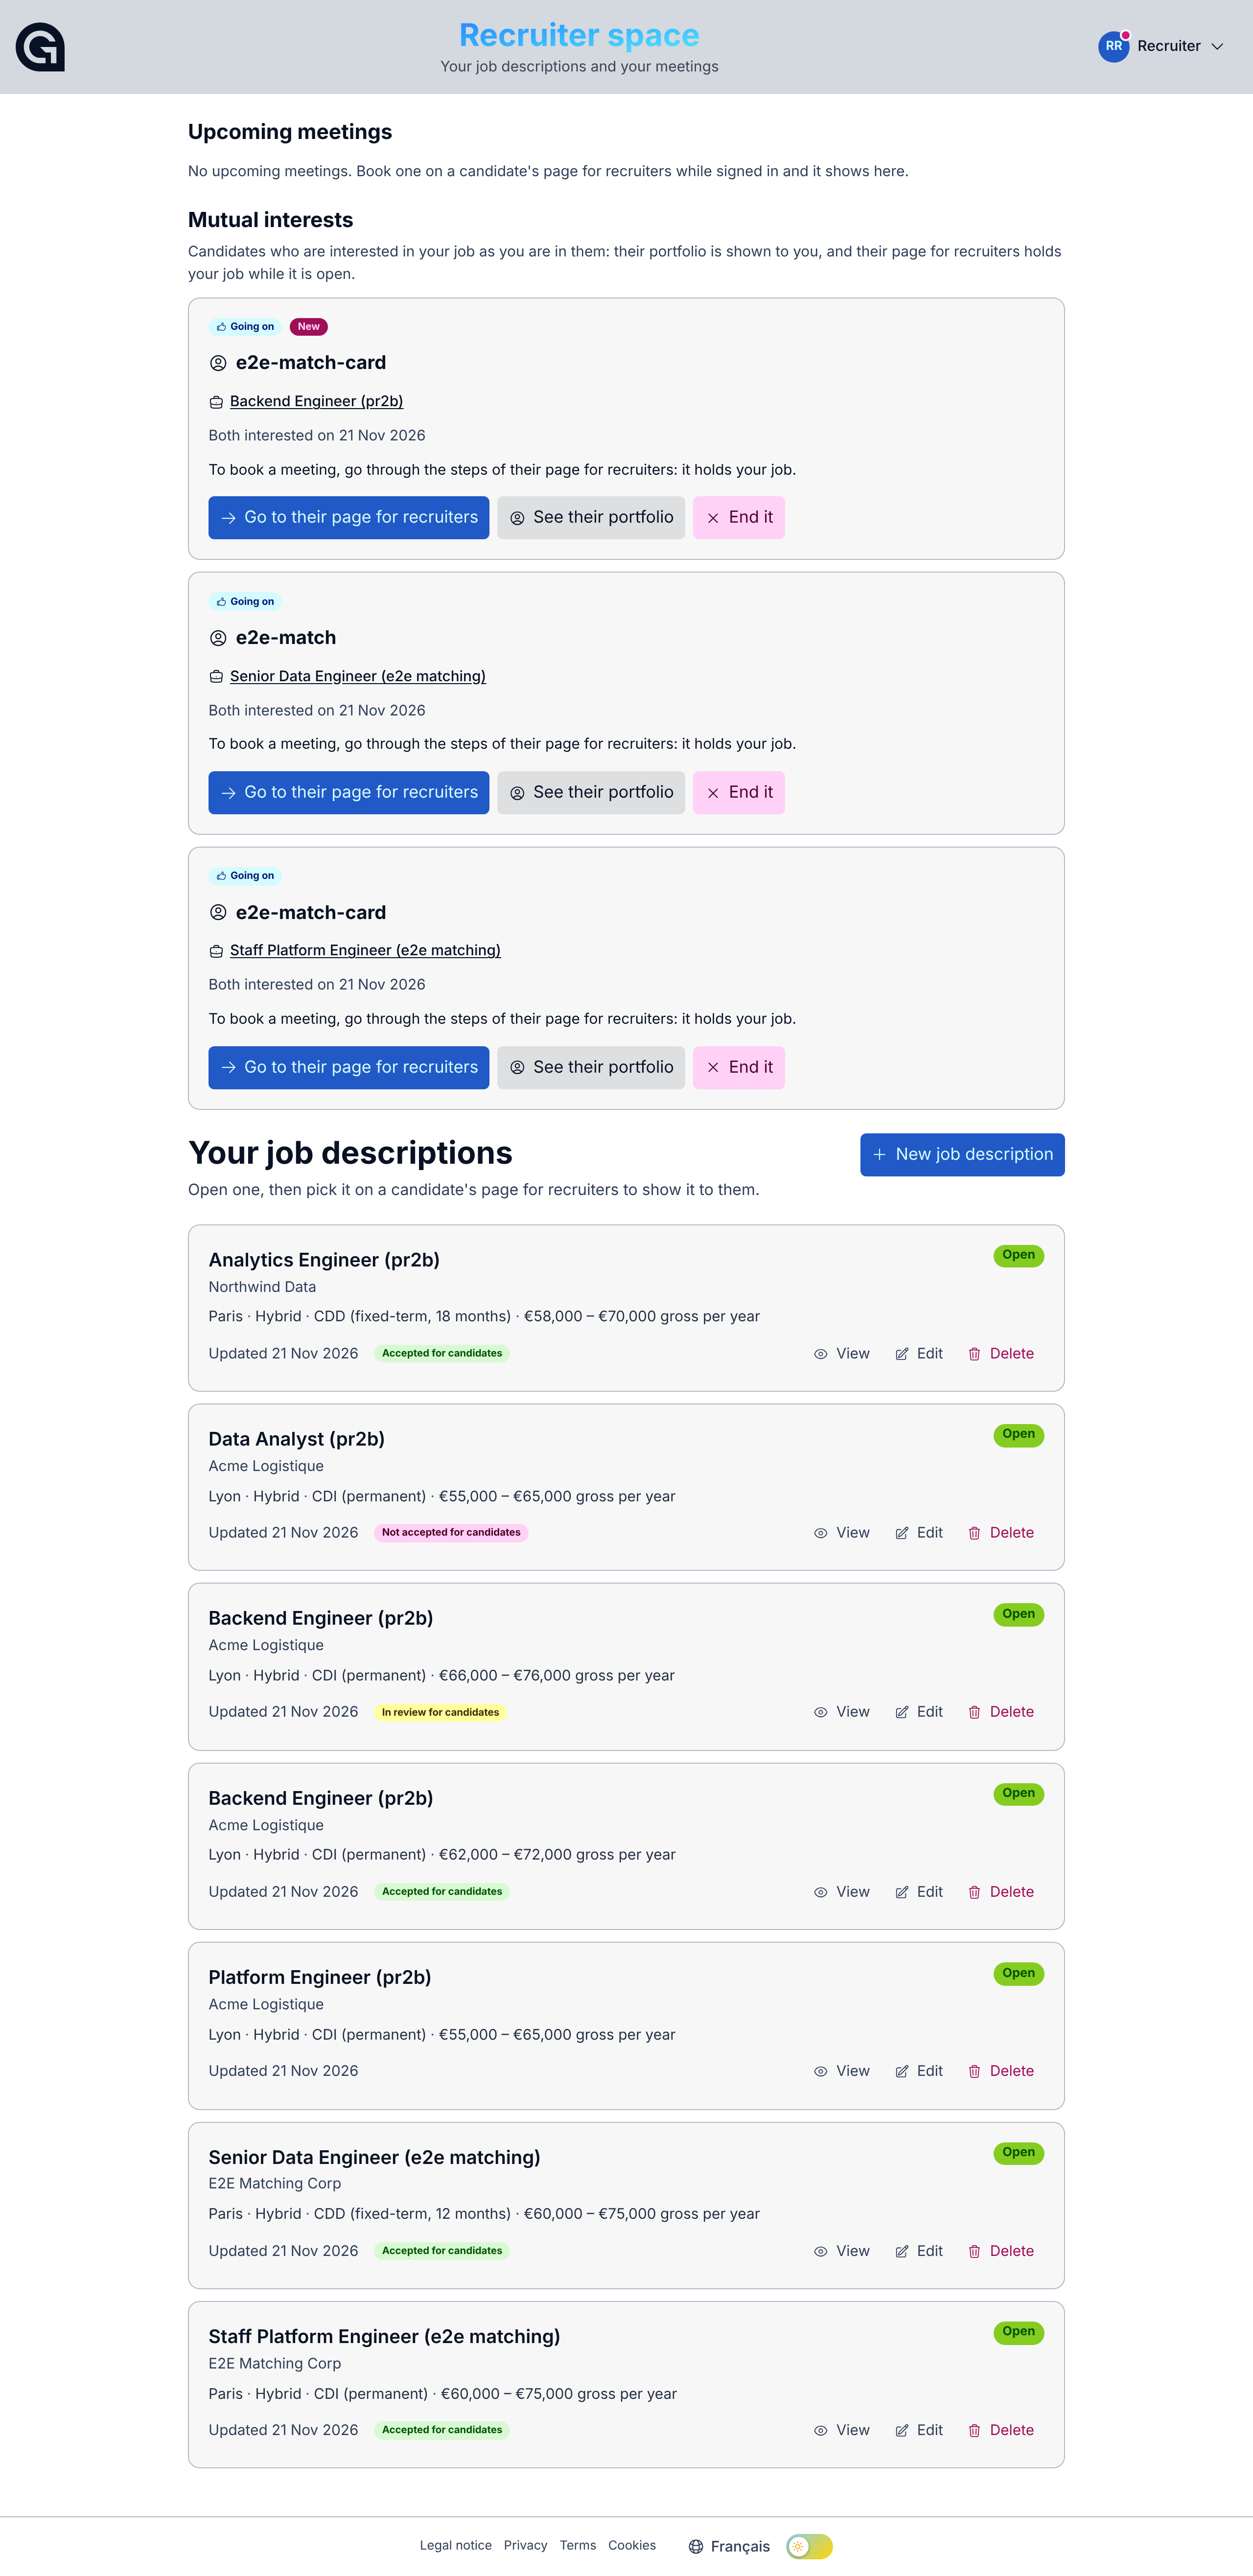 Recruiter space
Your job descriptions and your meetings
RR
Recruiter
Upcoming meetings
No upcoming meetings. Book one on a candidate's page for recruiters while signed in and it shows here.
Mutual interests
Candidates who are interested in your job as you are in them: their portfolio is shown to you, and their page for recruiters holds
your job while it is open.
Going on New
e2e-match-card
Backend Engineer (pr2b)
Both interested on 21 Nov 2026
To book a meeting, go through the steps of their page for recruiters: it holds your job.
Go to their page for recruiters See their portfolio End it
Going on
e2e-match
Senior Data Engineer (e2e matching)
Both interested on 21 Nov 2026
To book a meeting, go through the steps of their page for recruiters: it holds your job.
Go to their page for recruiters See their portfolio End it
Going on
e2e-match-card
Staff Platform Engineer (e2e matching)
Both interested on 21 Nov 2026
To book a meeting, go through the steps of their page for recruiters: it holds your job.
Go to their page for recruiters See their portfolio End it
Your job descriptions
New job description
Open one, then pick it on a candidate's page for recruiters to show it to them.
Analytics Engineer (pr2b) Open
Northwind Data
Paris · Hybrid · CDD (fixed-term, 18 months) · €58,000 – €70,000 gross per year
Updated 21 Nov 2026 Accepted for candidates View Edit Delete
Data Analyst (pr2b) Open
Acme Logistique
Lyon · Hybrid · CDI (permanent) · €55,000 – €65,000 gross per year
Updated 21 Nov 2026 Not accepted for candidates View Edit Delete
Backend Engineer (pr2b) Open
Acme Logistique
Lyon · Hybrid · CDI (permanent) · €66,000 – €76,000 gross per year
Updated 21 Nov 2026 In review for candidates View Edit Delete
Backend Engineer (pr2b) Open
Acme Logistique
Lyon · Hybrid · CDI (permanent) · €62,000 – €72,000 gross per year
Updated 21 Nov 2026 Accepted for candidates View Edit Delete
Platform Engineer (pr2b) Open
Acme Logistique
Lyon · Hybrid · CDI (permanent) · €55,000 – €65,000 gross per year
Updated 21 Nov 2026 View Edit Delete
Senior Data Engineer (e2e matching) Open
E2E Matching Corp
Paris · Hybrid · CDD (fixed-term, 12 months) · €60,000 – €75,000 gross per year
Updated 21 Nov 2026 Accepted for candidates View Edit Delete
Staff Platform Engineer (e2e matching) Open
E2E Matching Corp
Paris · Hybrid · CDI (permanent) · €60,000 – €75,000 gross per year
Updated 21 Nov 2026 Accepted for candidates View Edit Delete
Legal notice Privacy Terms Cookies Français